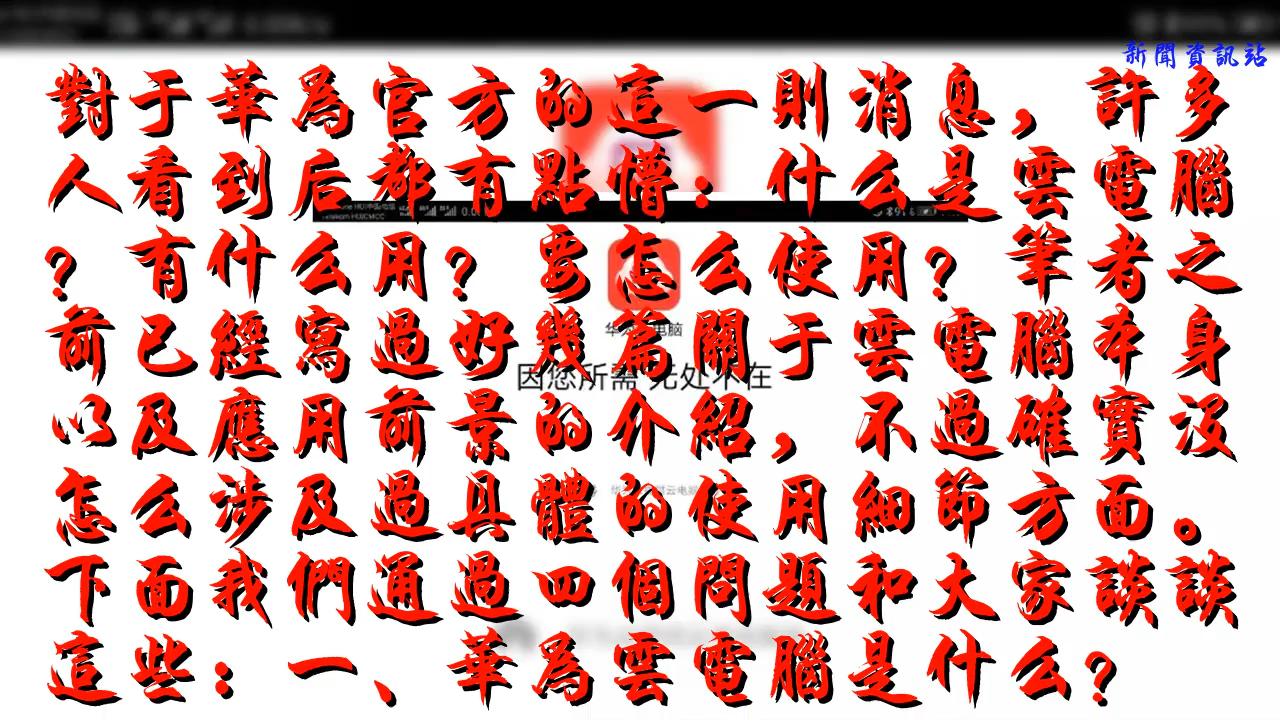 新聞資訊站
對于華為官方的這一則消息，許多
人看到后都有點懵：什么是雲電腦
？有什么用？要怎么使用？筆者之
前已經寫過好幾篇關于雲電腦本身
以及應用前景的介紹，不過確實沒
怎么涉及過具體的使用細節方面。
下面我們通過四個問題和大家談談
這些：一、華為雲電腦是什么？
因您所需 无处不在